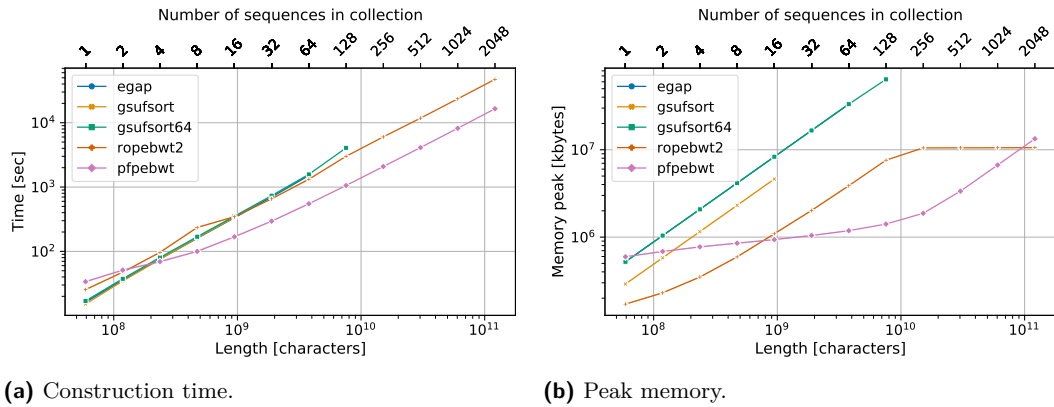 Number of sequences in collection
1 2 4 8 16 32 64 128 256 512 1024 2048
egap
gsufsort
gsufsort64
ropebwt2
pfpebwt
Time [sec]
10^4
10^3
10^2
10^8 10^9 10^10 10^11
Length [characters]
(a) Construction time.
Number of sequences in collection
1 2 4 8 16 32 64 128 256 512 1024 2048
egap
gsufsort
gsufsort64
ropebwt2
pfpebwt
Memory peak [kbytes]
10^7
10^6
10^8 10^9 10^10 10^11
Length [characters]
(b) Peak memory.